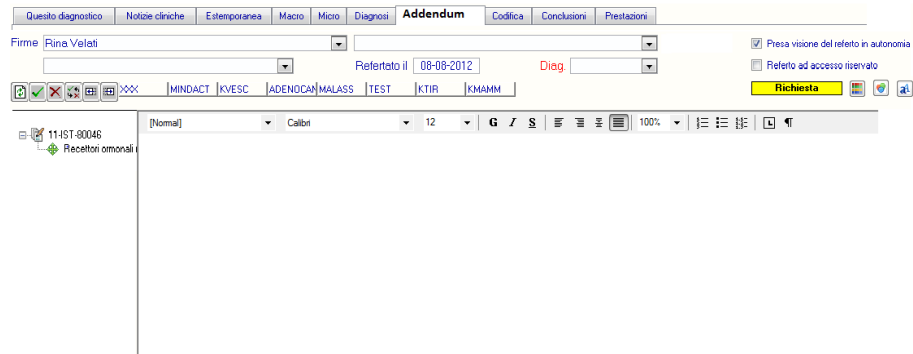 Quesito diagnostico Notizie cliniche Estemporanea Macro Micro Diagnosi Addendum Codifica Conclusioni Prestazioni
Firme Rina Velati Presa visione del referto in autonomia
Refertato il 08-08-2012 Diag. Referto ad accesso riservato
XXX MINDACT KVESC ADENOCAN MALASS TEST KTIR KMAMM Richiesta
[Normal] Calibri 12 G I S 100% L ¶
11-IST-80046
Recettori ormonali